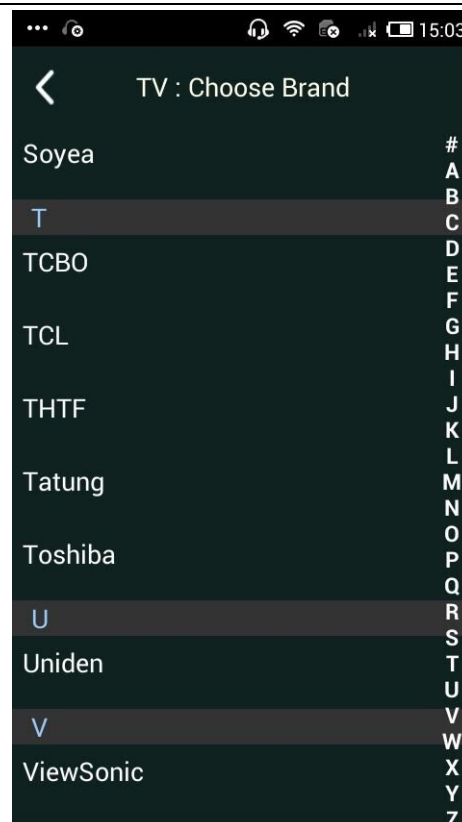 15:03
TV : Choose Brand
Soyea
T
TCBO
TCL
THTF
Tatung
Toshiba
U
Uniden
V
ViewSonic
#
A
B
C
D
E
F
G
H
I
J
K
L
M
N
O
P
Q
R
S
T
U
V
W
X
Y
Z